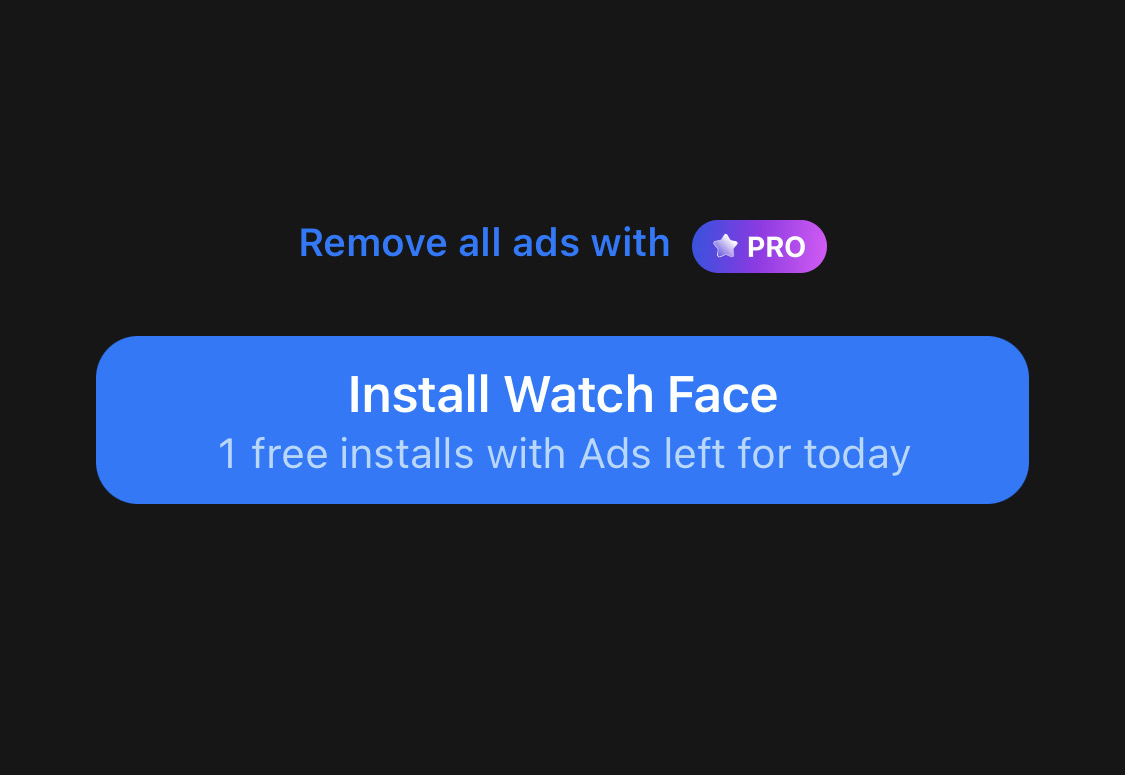 Remove all ads with PRO
Install Watch Face
1 free installs with Ads left for today